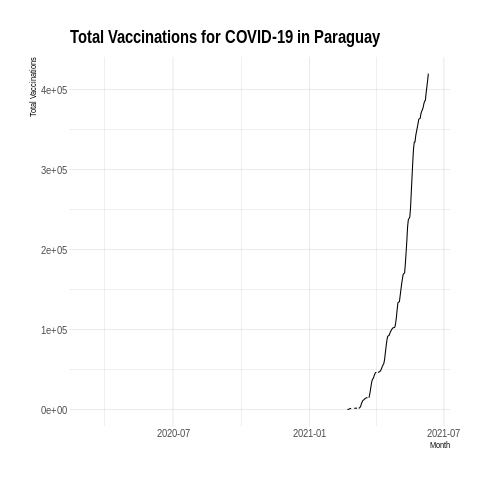 Total Vaccinations for COVID-19 in Paraguay
Total Vaccinations
4e+05
3e+05
2e+05
1e+05
0e+00
2020-07
2021-01
2021-07
Month